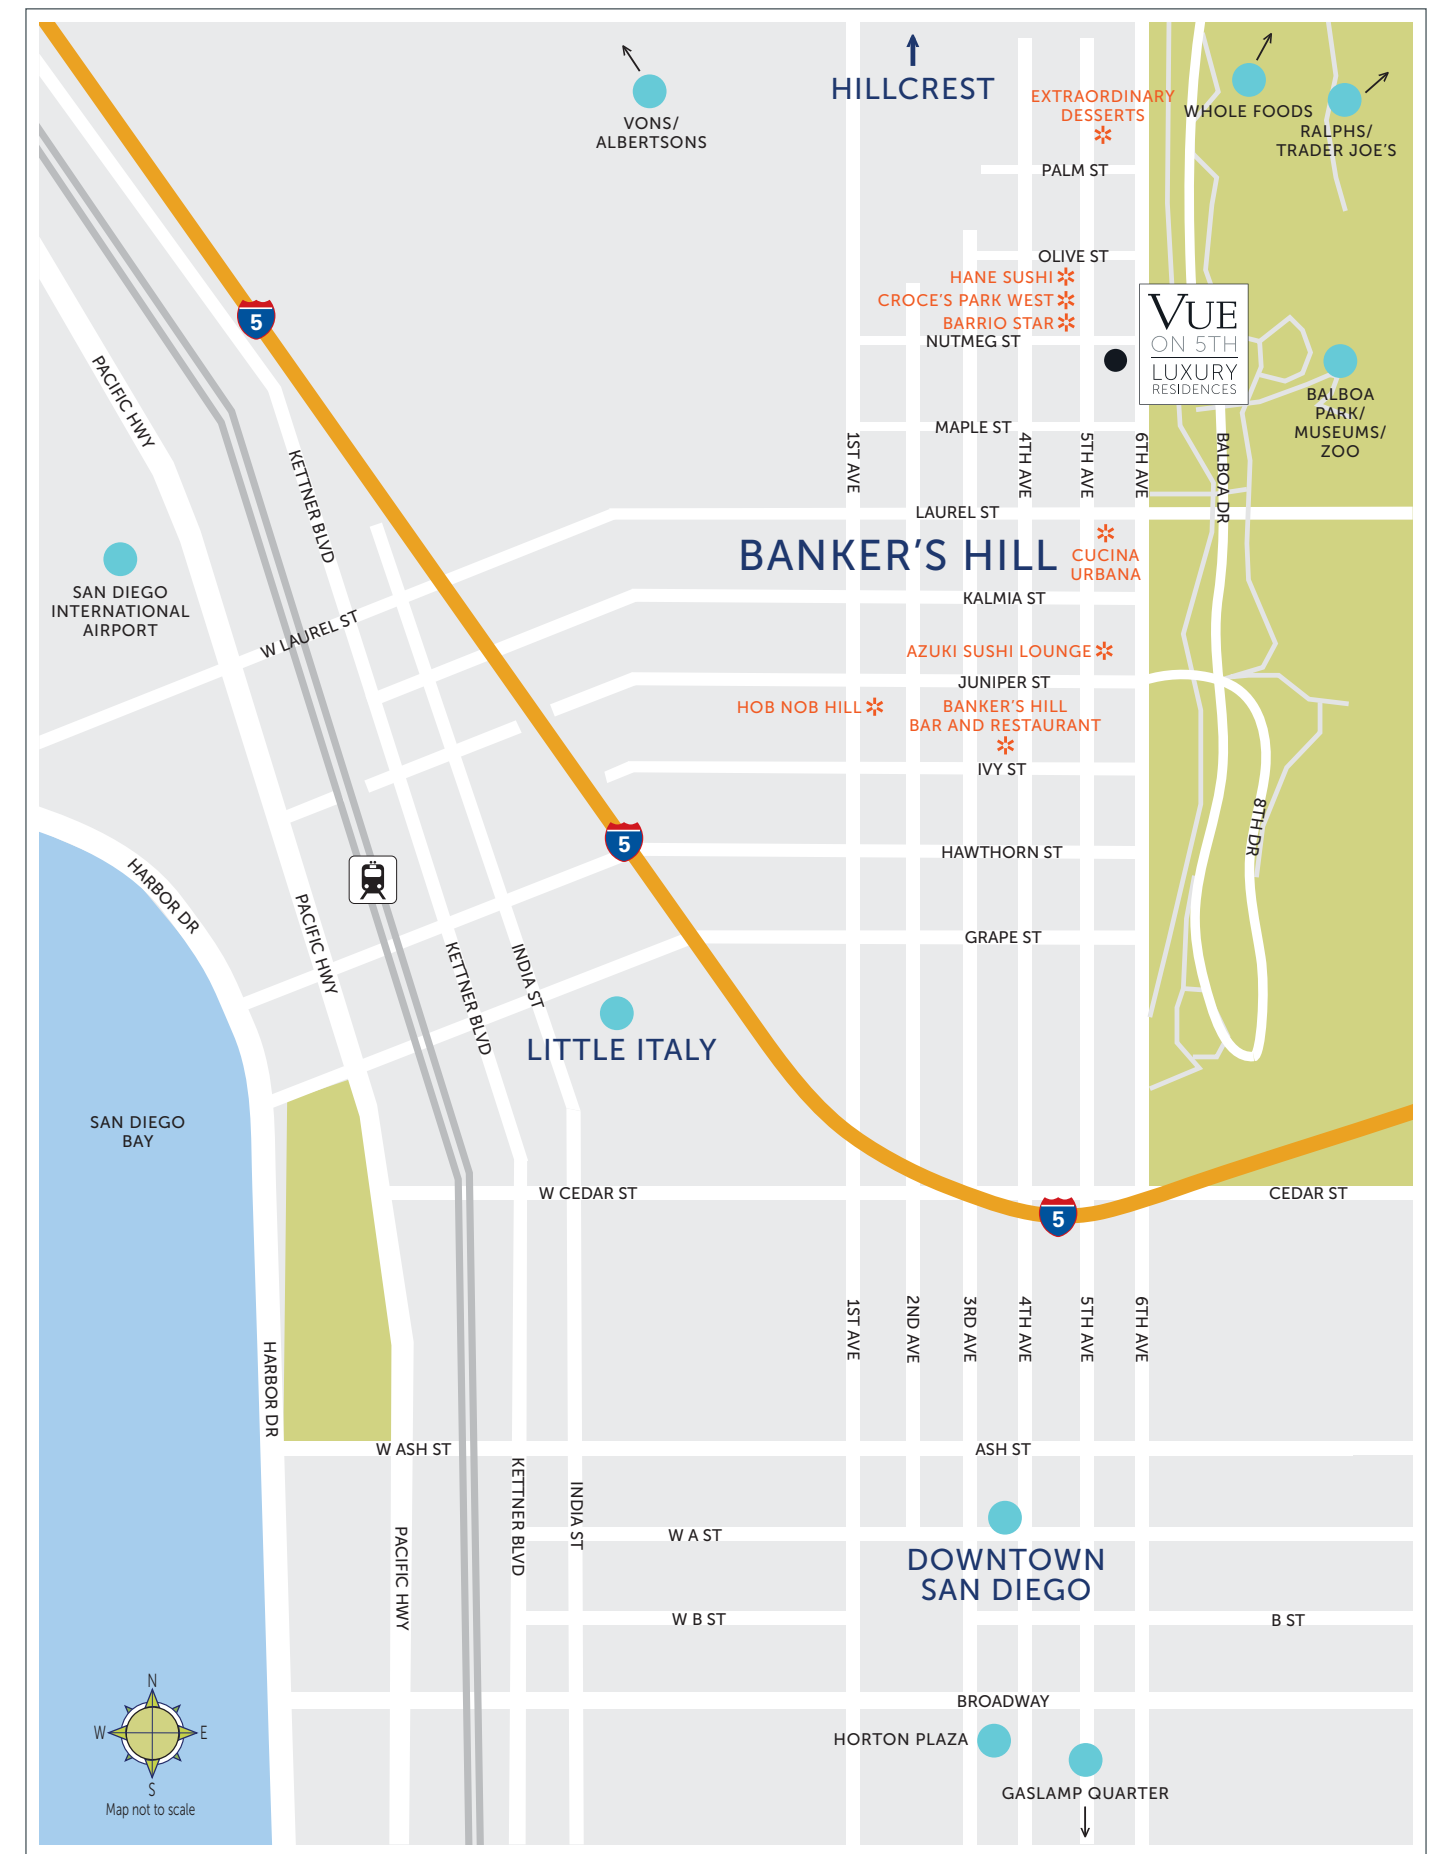 HILLCREST
VONS/
ALBERTSONS
EXTRAORDINARY
DESSERTS
WHOLE FOODS
RALPHS/
TRADER JOE'S
PALM ST
OLIVE ST
HANE SUSHI
CROCE'S PARK WEST
BARRIO STAR
NUTMEG ST
VUE
ON 5TH
LUXURY
RESIDENCES
5
PACIFIC HWY
BALBOA
PARK/
MUSEUMS/
ZOO
MAPLE ST
1ST AVE
4TH AVE
5TH AVE
6TH AVE
BALBOA DR
KETTNER BLVD
LAUREL ST
BANKER'S HILL
CUCINA
URBANA
SAN DIEGO
INTERNATIONAL
AIRPORT
W LAUREL ST
KALMIA ST
AZUKI SUSHI LOUNGE
JUNIPER ST
HOB NOB HILL
BANKER'S HILL
BAR AND RESTAURANT
IVY ST
8TH DR
5
HAWTHORN ST
HARBOR DR
PACIFIC HWY
KETTNER BLVD
INDIA ST
GRAPE ST
LITTLE ITALY
SAN DIEGO
BAY
W CEDAR ST
CEDAR ST
5
1ST AVE
2ND AVE
3RD AVE
4TH AVE
5TH AVE
6TH AVE
HARBOR DR
W ASH ST
ASH ST
KETTNER BLVD
INDIA ST
PACIFIC HWY
W A ST
DOWNTOWN
SAN DIEGO
W B ST
B ST
BROADWAY
HORTON PLAZA
GASLAMP QUARTER
N
W
E
S
Map not to scale